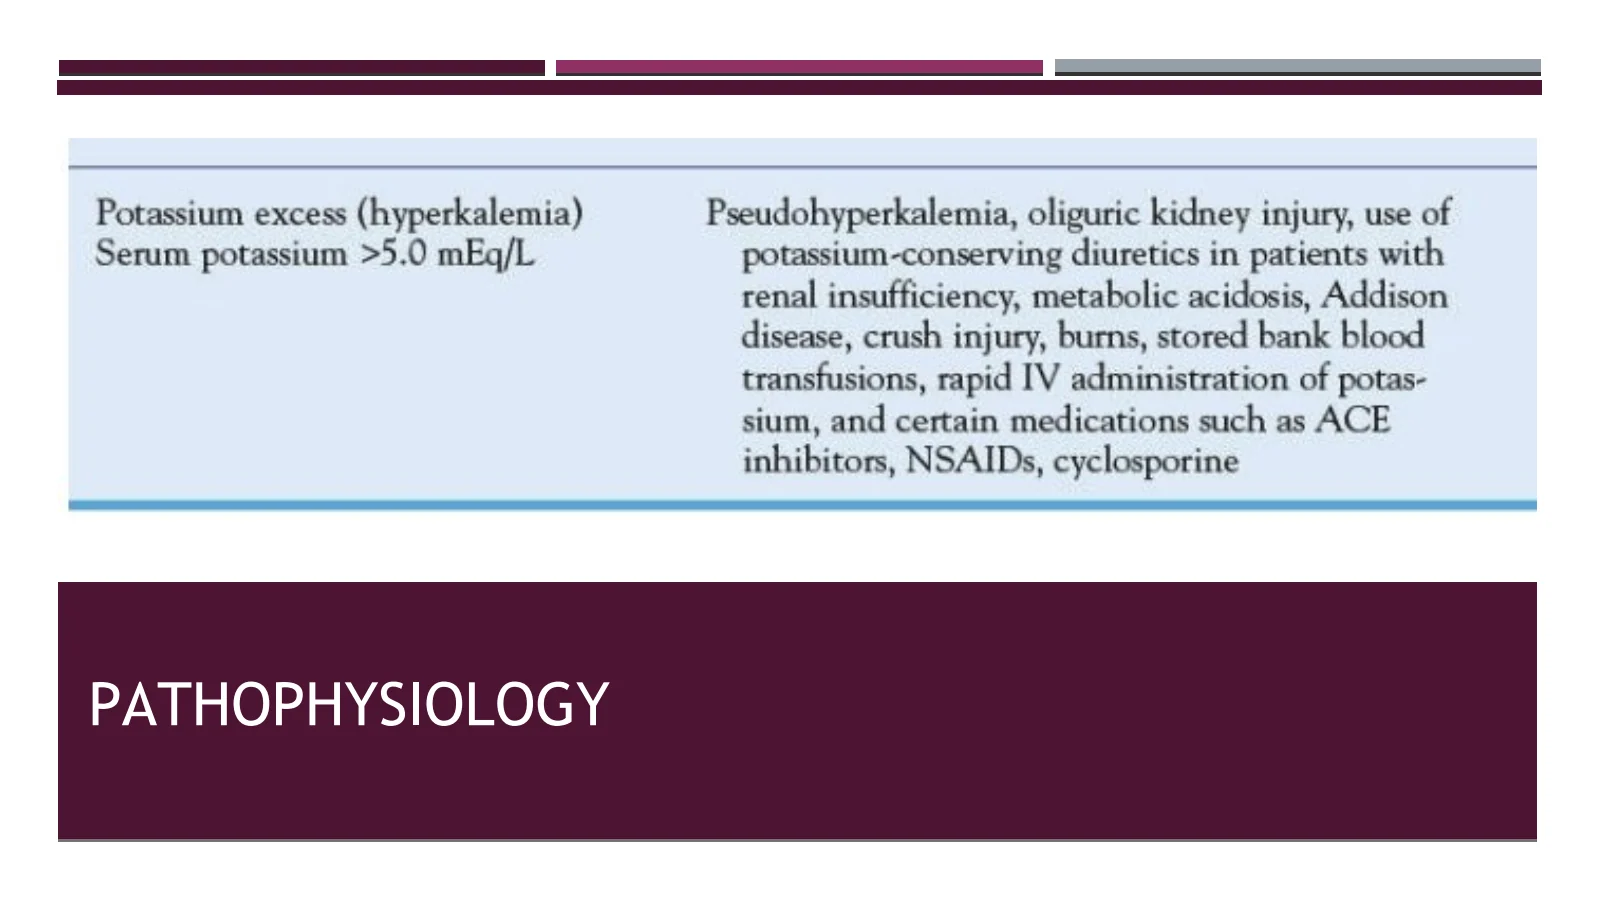 Potassium excess (hyperkalemia)
Serum potassium >5.0 mEq/L
Pseudohyperkalemia, oliguric kidney injury, use of
potassium-conserving diuretics in patients with
renal insufficiency, metabolic acidosis, Addison
disease, crush injury, burns, stored bank blood
transfusions, rapid IV administration of potas-
sium, and certain medications such as ACE
inhibitors, NSAIDs, cyclosporine
PATHOPHYSIOLOGY